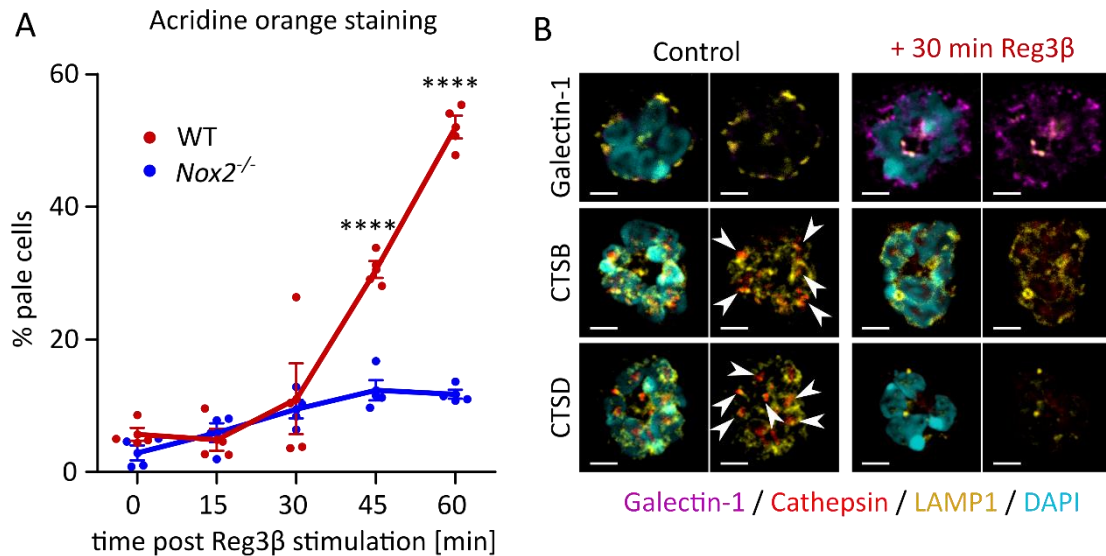 A
Acridine orange staining
60
40
20
0
% pale cells
WT
Nox2-/-
****
****
0 15 30 45 60
time post Reg3β stimulation [min]
B
Control
+ 30 min Reg3β
Galectin-1
CTSB
CTSD
Galectin-1 / Cathepsin / LAMP1 / DAPI